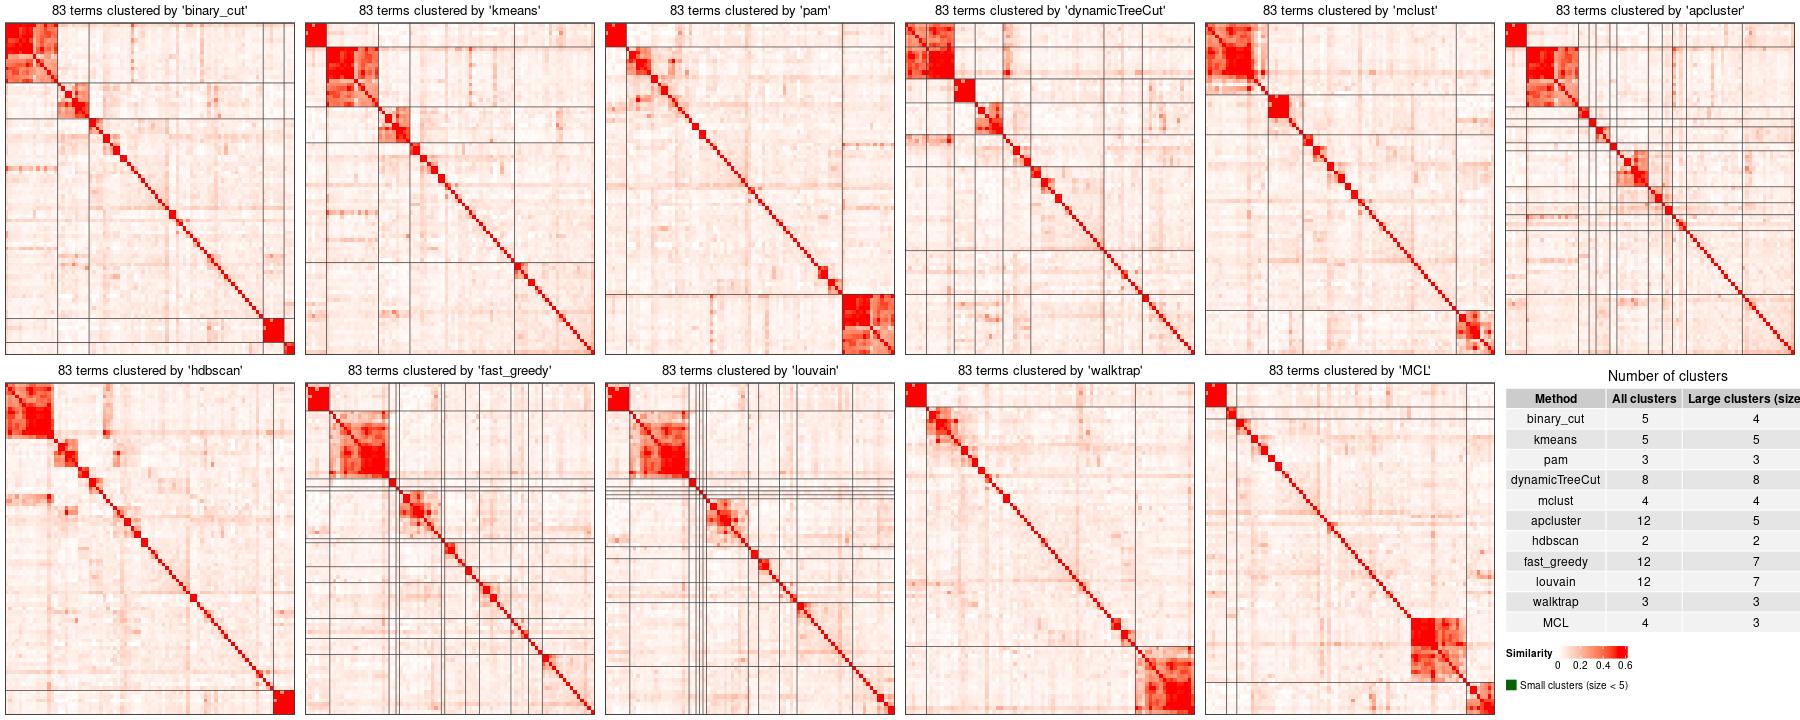 83 terms clustered by 'binary_cut'
83 terms clustered by 'kmeans'
83 terms clustered by 'pam'
83 terms clustered by 'dynamicTreeCut'
83 terms clustered by 'mclust'
83 terms clustered by 'apcluster'
83 terms clustered by 'hdbscan'
83 terms clustered by 'fast_greedy'
83 terms clustered by 'louvain'
83 terms clustered by 'walktrap'
83 terms clustered by 'MCL'
Number of clusters
Method All clusters Large clusters (size
binary_cut 5 4
kmeans 5 5
pam 3 3
dynamicTreeCut 8 8
mclust 4 4
apcluster 12 5
hdbscan 2 2
fast_greedy 12 7
louvain 12 7
walktrap 3 3
MCL 4 3
Similarity
0 0.2 0.4 0.6
Small clusters (size < 5)